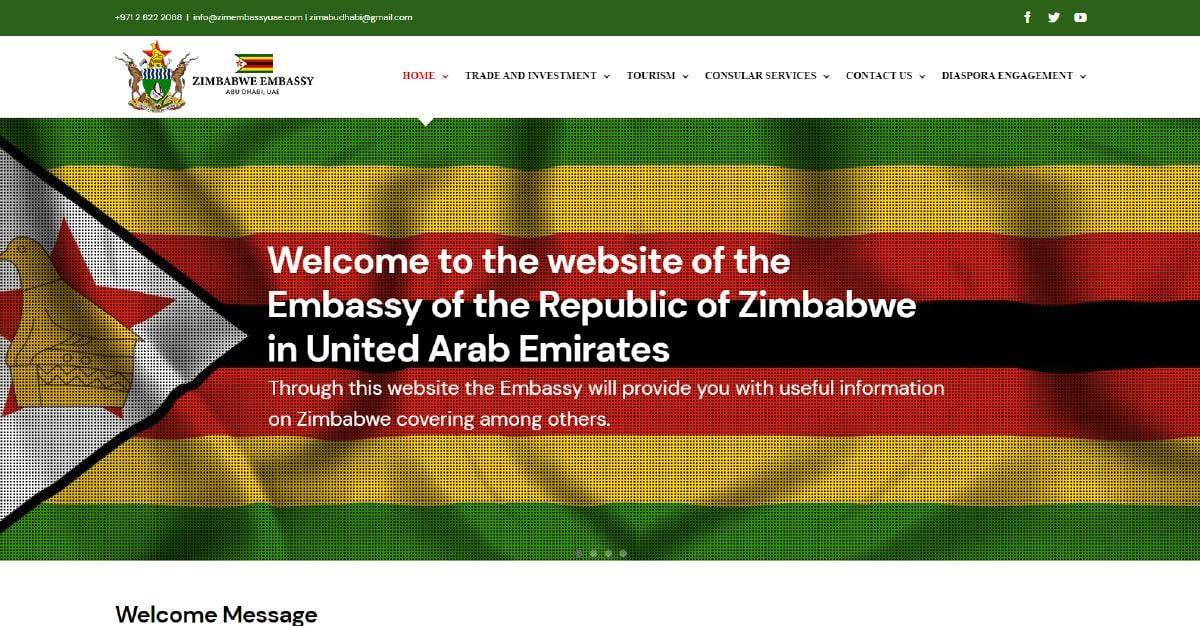 +971 2 622 2088 | info@zimembassyuae.com | zimabudhabi@gmail.com
ZIMBABWE EMBASSY
ABU DHABI, UAE
HOME TRADE AND INVESTMENT TOURISM CONSULAR SERVICES CONTACT US DIASPORA ENGAGEMENT
Welcome to the website of the
Embassy of the Republic of Zimbabwe
in United Arab Emirates
Through this website the Embassy will provide you with useful information
on Zimbabwe covering among others.
Welcome Message